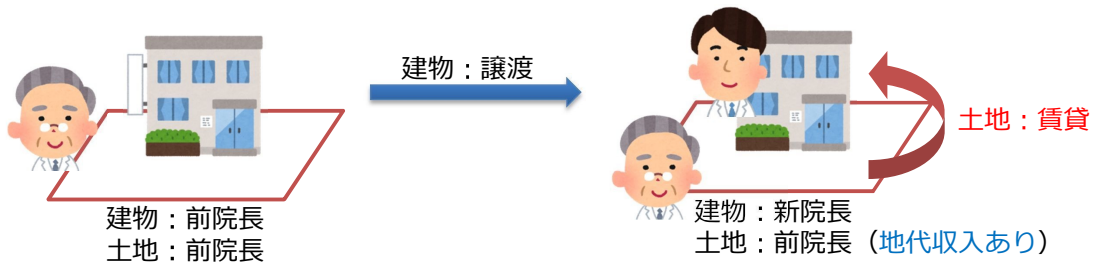 建物：譲渡
土地：賃貸
建物：前院長
土地：前院長
建物：新院長
土地：前院長（地代収入あり）